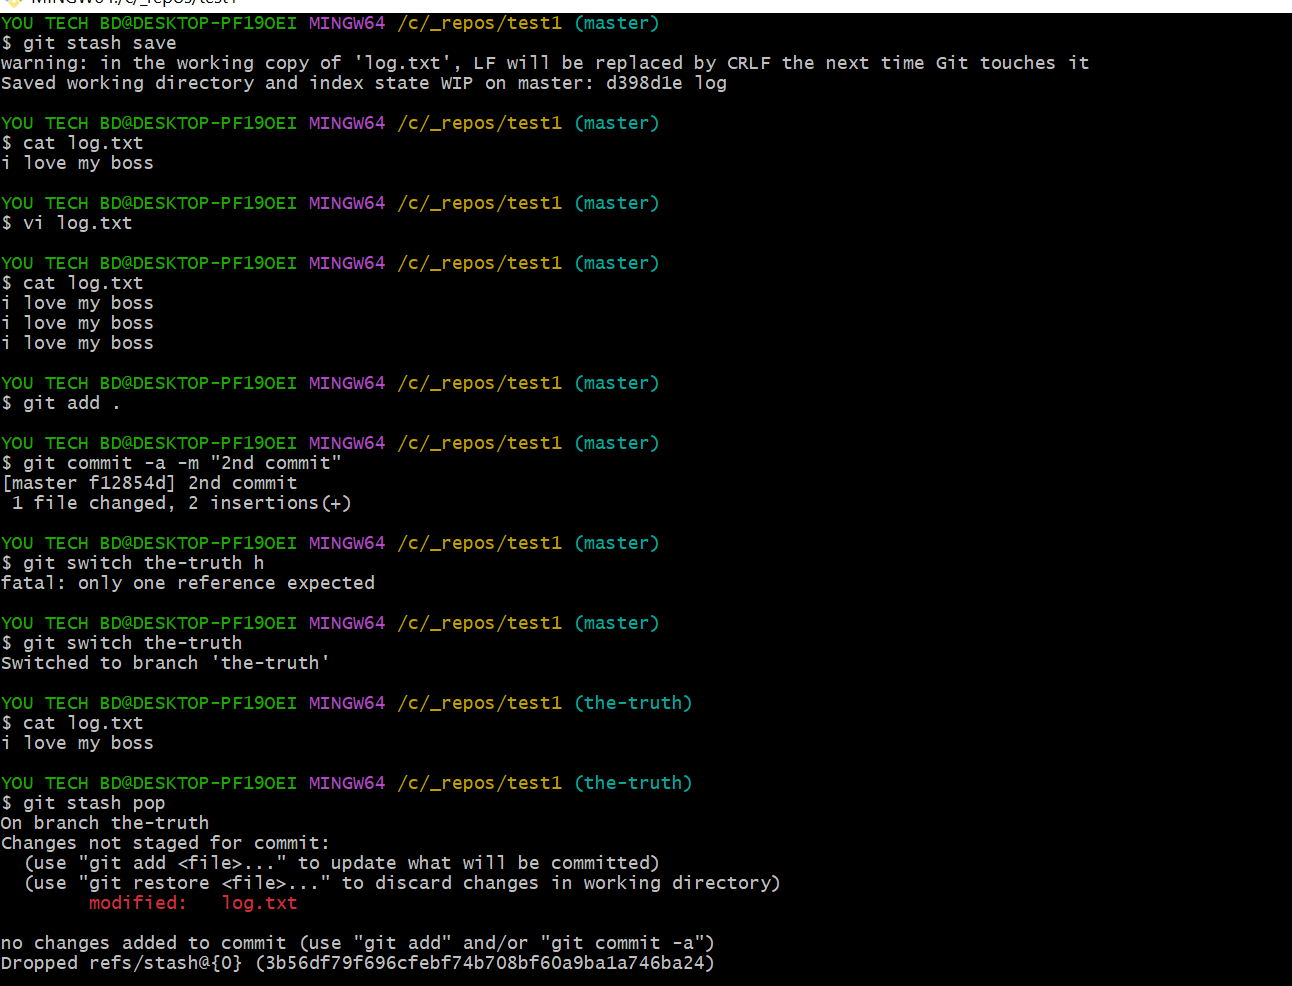 MINGW64:/c/_repos/test1
YOU TECH BD@DESKTOP-PF19OEI MINGW64 /c/_repos/test1 (master)
$ git stash save
warning: in the working copy of 'log.txt', LF will be replaced by CRLF the next time Git touches it
Saved working directory and index state WIP on master: d398d1e log
YOU TECH BD@DESKTOP-PF19OEI MINGW64 /c/_repos/test1 (master)
$ cat log.txt
i love my boss
YOU TECH BD@DESKTOP-PF19OEI MINGW64 /c/_repos/test1 (master)
$ vi log.txt
YOU TECH BD@DESKTOP-PF19OEI MINGW64 /c/_repos/test1 (master)
$ cat log.txt
i love my boss
i love my boss
i love my boss
YOU TECH BD@DESKTOP-PF19OEI MINGW64 /c/_repos/test1 (master)
$ git add .
YOU TECH BD@DESKTOP-PF19OEI MINGW64 /c/_repos/test1 (master)
$ git commit -a -m "2nd commit"
[master f12854d] 2nd commit
 1 file changed, 2 insertions(+)
YOU TECH BD@DESKTOP-PF19OEI MINGW64 /c/_repos/test1 (master)
$ git switch the-truth h
fatal: only one reference expected
YOU TECH BD@DESKTOP-PF19OEI MINGW64 /c/_repos/test1 (master)
$ git switch the-truth
Switched to branch 'the-truth'
YOU TECH BD@DESKTOP-PF19OEI MINGW64 /c/_repos/test1 (the-truth)
$ cat log.txt
i love my boss
YOU TECH BD@DESKTOP-PF19OEI MINGW64 /c/_repos/test1 (the-truth)
$ git stash pop
On branch the-truth
Changes not staged for commit:
  (use "git add <file>..." to update what will be committed)
  (use "git restore <file>..." to discard changes in working directory)
        modified:   log.txt
no changes added to commit (use "git add" and/or "git commit -a")
Dropped refs/stash@{0} (3b56df79f696cfebf74b708bf60a9ba1a746ba24)